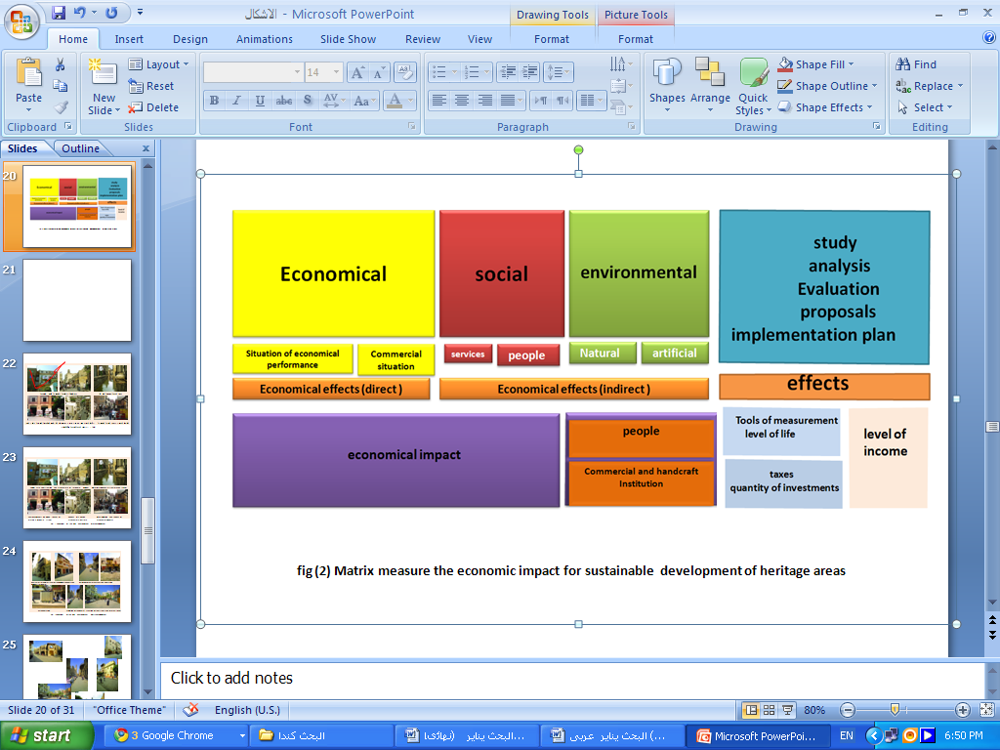 الاشكال - Microsoft PowerPoint
Drawing Tools
Picture Tools
Home
Insert
Design
Animations
Slide Show
Review
View
Format
Format
Paste
New
Slide
Layout
Reset
Delete
14
B I U abc S AV Aa A
Shapes
Arrange
Quick
Styles
Shape Fill
Shape Outline
Shape Effects
Find
Replace
Select
Clipboard
Slides
Font
Paragraph
Drawing
Editing
Slides
Outline
20
21
22
23
24
25
Economical
social
environmental
study
analysis
Evaluation
proposals
implementation plan
Situation of economical
performance
Commercial
situation
services
people
Natural
artificial
Economical effects (direct )
Economical effects (indirect )
effects
economical impact
people
Commercial and handcraft
Institution
Tools of measurement
level of life
taxes
quantity of investments
level of
income
fig (2) Matrix measure the economic impact for sustainable development of heritage areas
Click to add notes
Slide 20 of 31
"Office Theme"
English (U.S.)
80%
start
3 Google Chrome
البحث كندا
البحث يناير (نهائى)...
البحث يناير عربى (...
Microsoft PowerPoi...
EN
6:50 PM